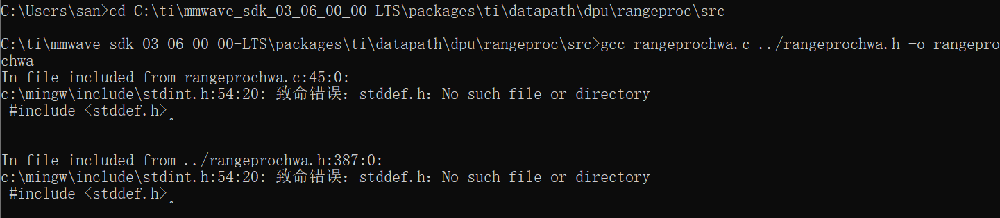 C:\Users\san>cd C:\ti\mmwave_sdk_03_06_00_00-LTS\packages\ti\datapath\dpu\rangeproc\src
C:\ti\mmwave_sdk_03_06_00_00-LTS\packages\ti\datapath\dpu\rangeproc\src>gcc rangeprochwa.c ../rangeprochwa.h -o rangepro
chwa
In file included from rangeprochwa.c:45:0:
c:\mingw\include\stdint.h:54:20: 致命错误：stddef.h：No such file or directory
 #include <stddef.h>
^
In file included from ../rangeprochwa.h:387:0:
c:\mingw\include\stdint.h:54:20: 致命错误：stddef.h：No such file or directory
 #include <stddef.h>
^